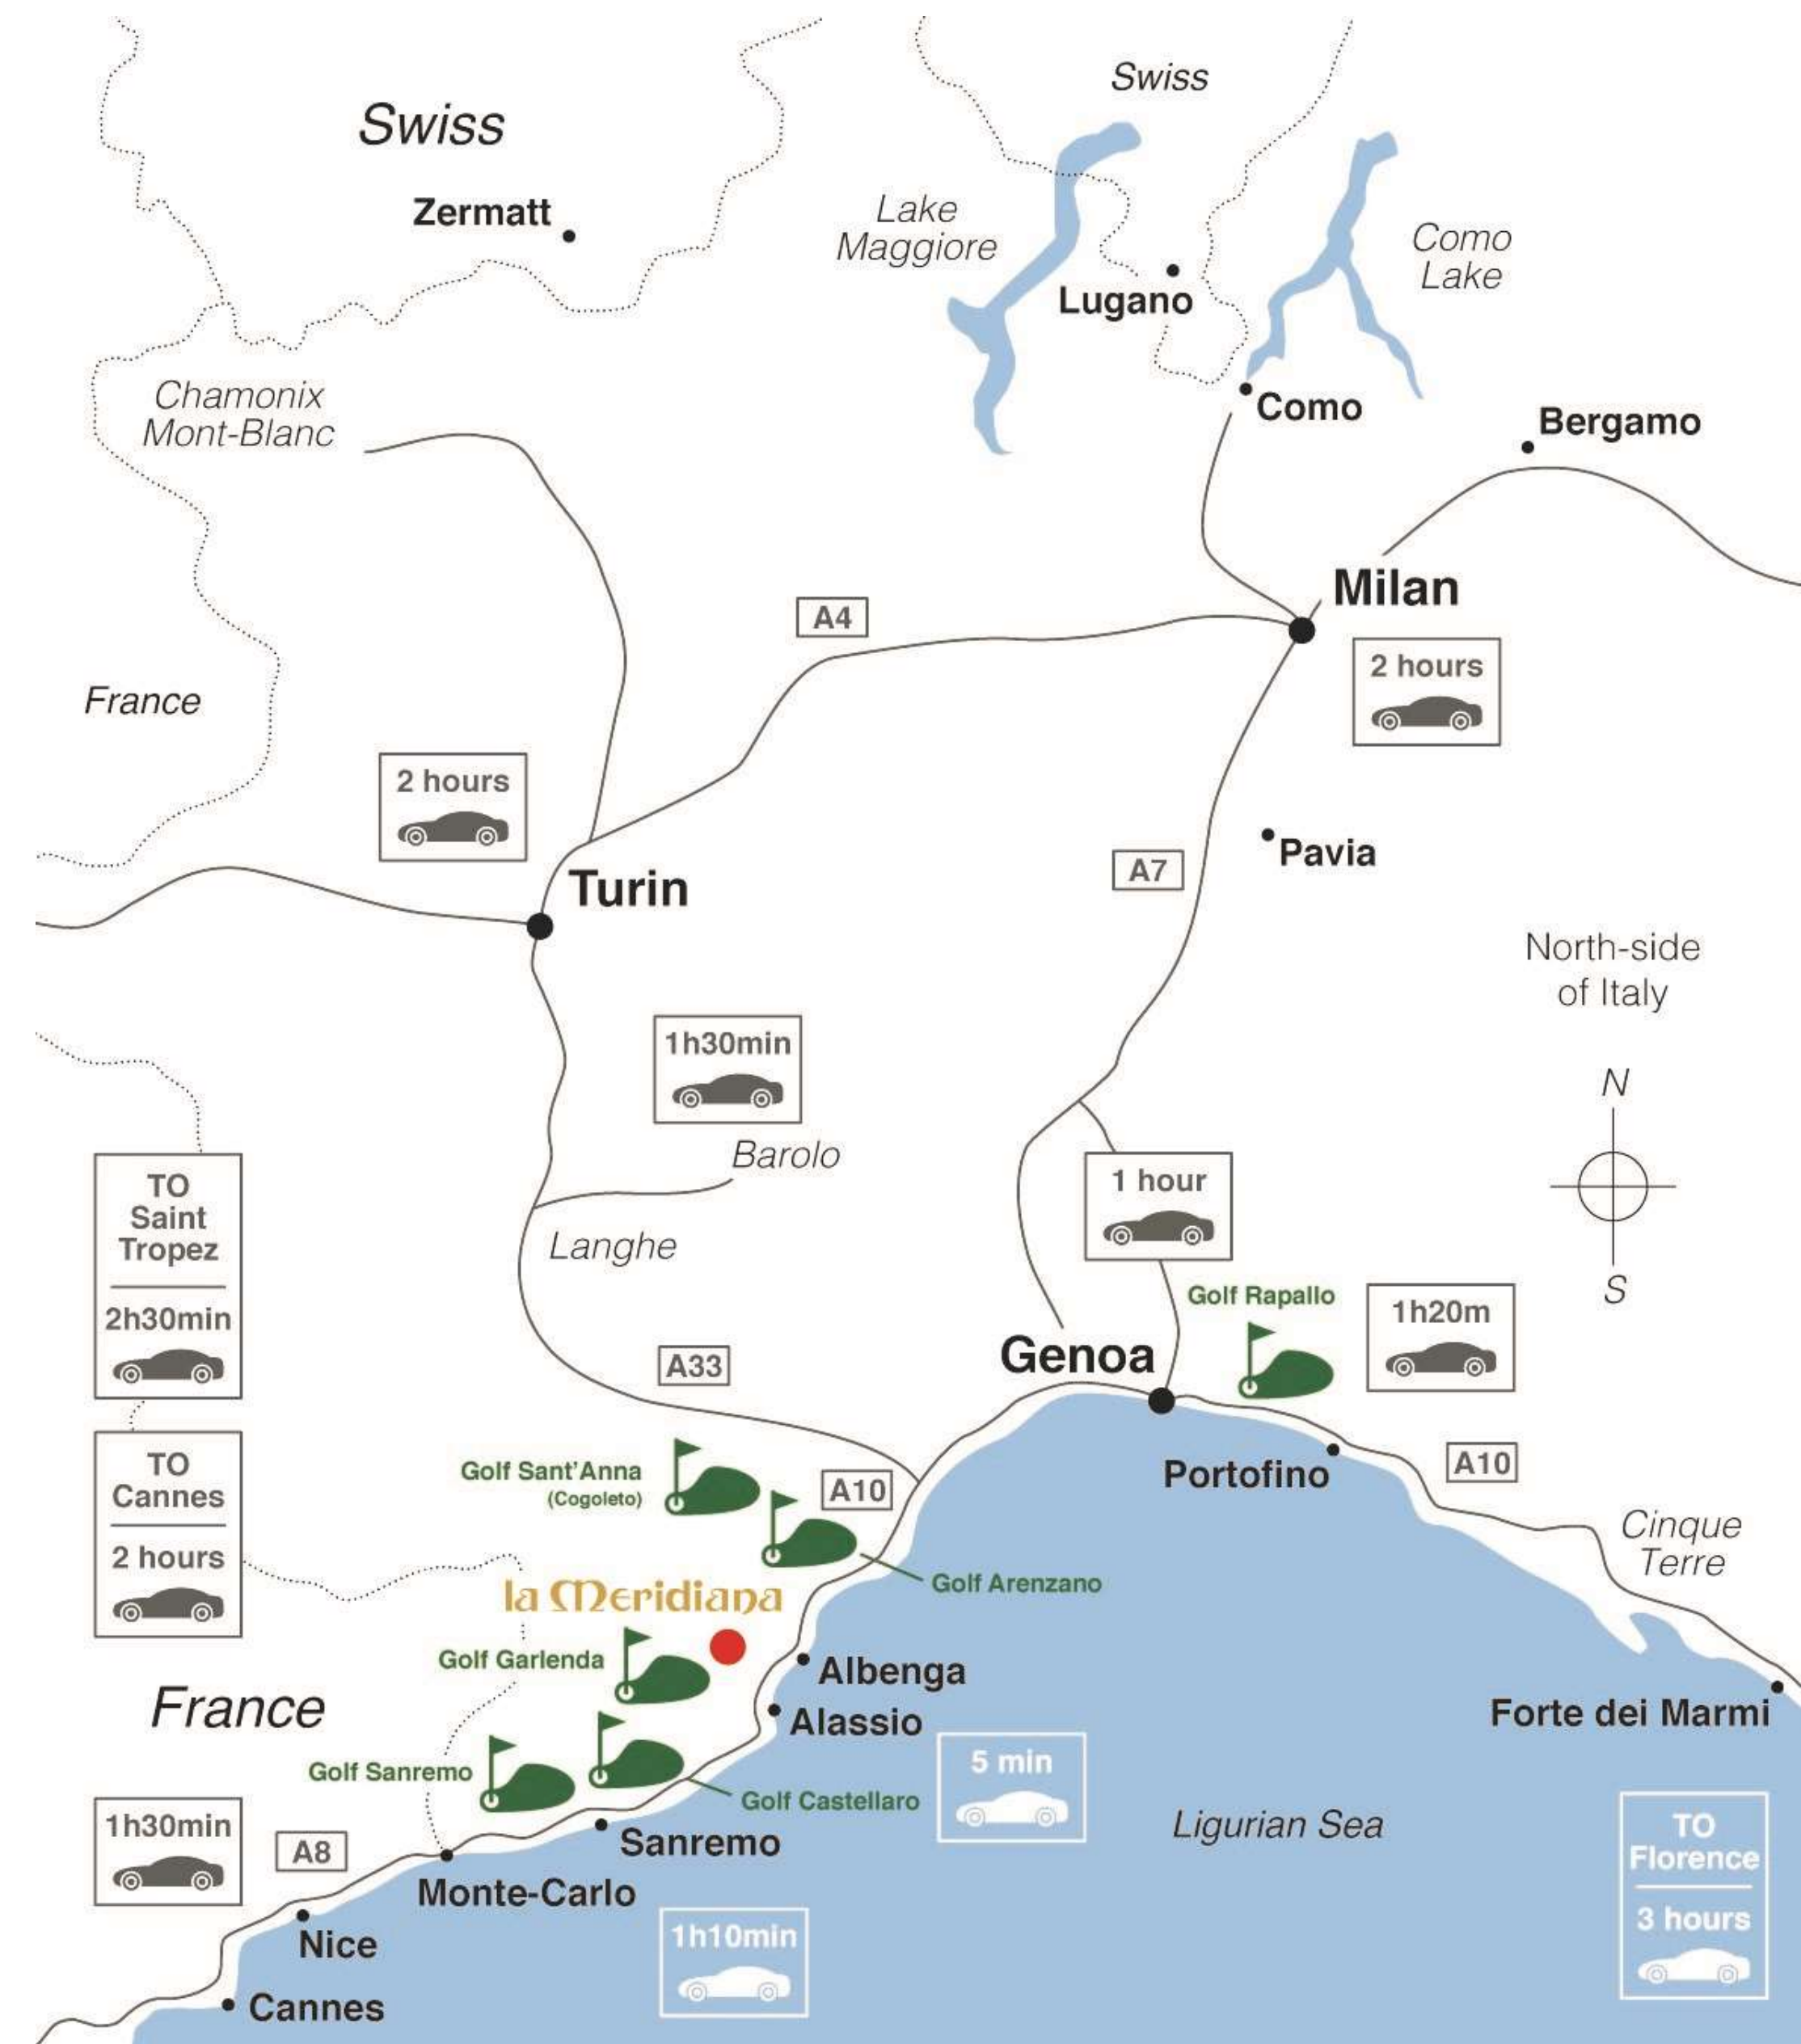 Swiss
Swiss
Zermatt
Lake
Maggiore
Como
Lake
Lugano
Chamonix
Mont-Blanc
Como
Bergamo
Milan
A4
2 hours
France
2 hours
Turin
A7
Pavia
North-side
of Italy
1h30min
N
Barolo
TO
Saint
Tropez
2h30min
1 hour
Langhe
S
Golf Rapallo
1h20m
Genoa
A33
Portofino
A10
TO
Cannes
2 hours
Golf Sant'Anna
(Cogoleto)
A10
Cinque
Terre
Golf Arenzano
la Meridiana
Golf Garlenda
Albenga
France
Alassio
Forte dei Marmi
Golf Sanremo
5 min
Golf Castellaro
Ligurian Sea
TO
Florence
3 hours
1h30min
A8
Sanremo
Monte-Carlo
Nice
1h10min
Cannes